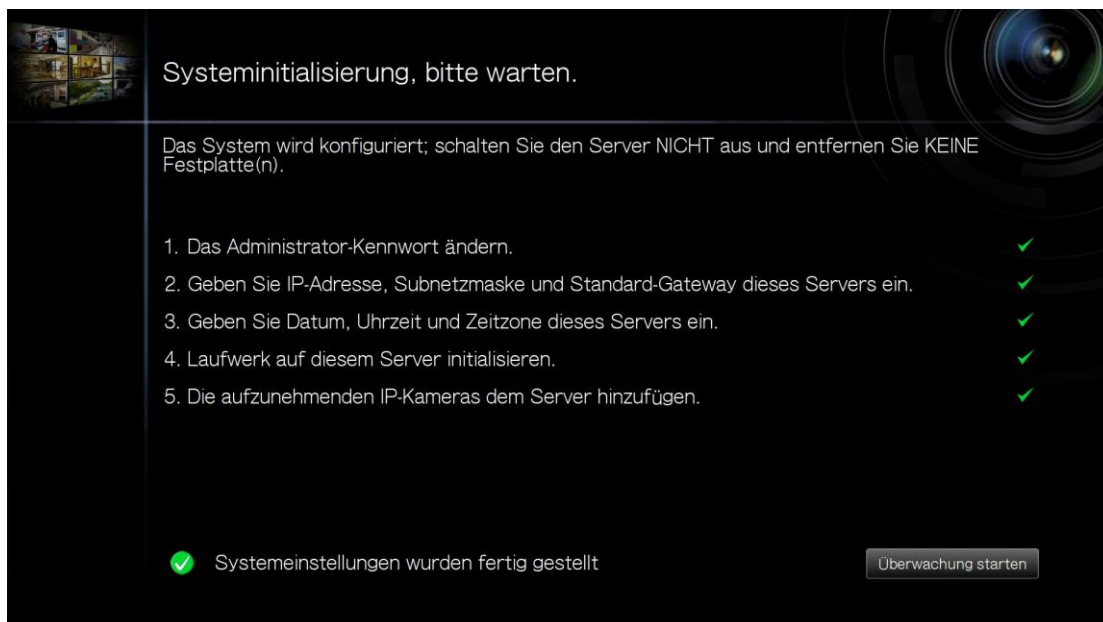 Systeminitialisierung, bitte warten.
Das System wird konfiguriert; schalten Sie den Server NICHT aus und entfernen Sie KEINE
Festplatte(n).
1. Das Administrator-Kennwort ändern.
2. Geben Sie IP-Adresse, Subnetzmaske und Standard-Gateway dieses Servers ein.
3. Geben Sie Datum, Uhrzeit und Zeitzone dieses Servers ein.
4. Laufwerk auf diesem Server initialisieren.
5. Die aufzunehmenden IP-Kameras dem Server hinzufügen.
Systemeinstellungen wurden fertig gestellt
Überwachung starten